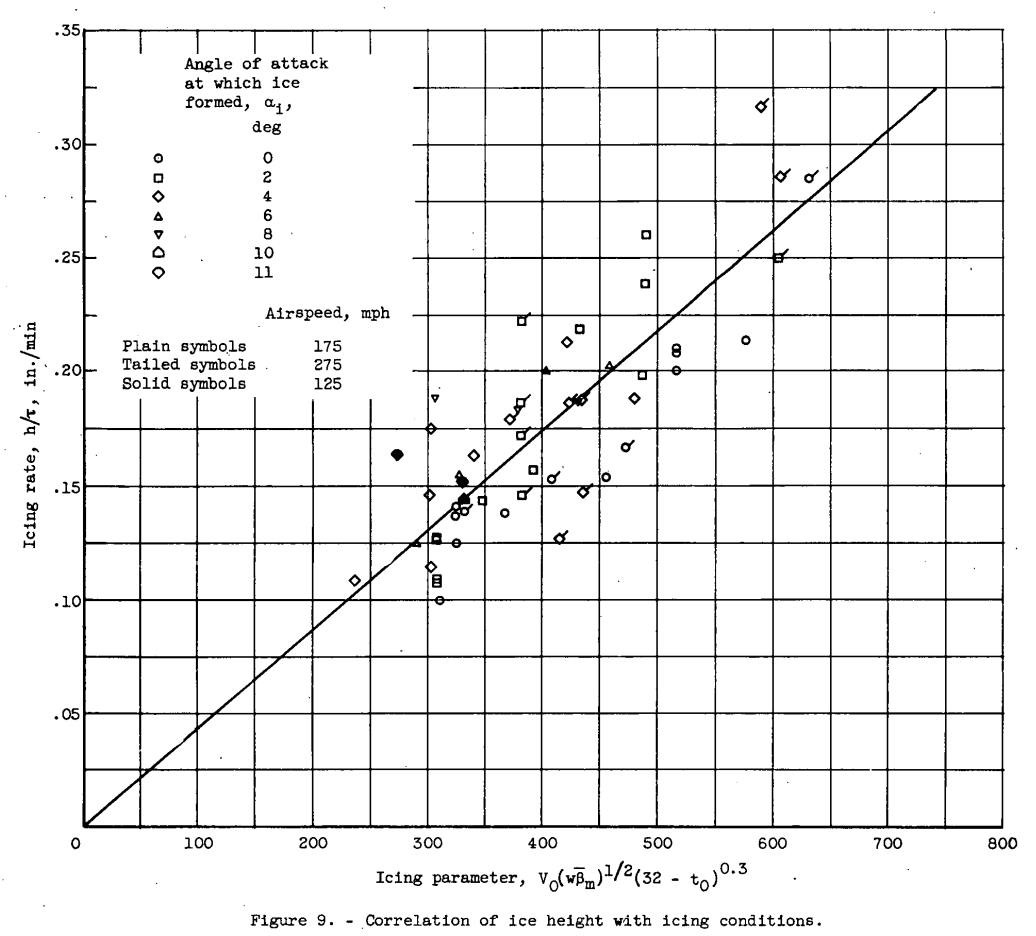 .35
.30
.25
.20
.15
.10
.05
Icing rate, h/τ, in./min
Angle of attack
at which ice
formed, αi,
deg
0
2
4
6
8
10
11
Airspeed, mph
Plain symbols 175
Tailed symbols 275
Solid symbols 125
0 100 200 300 400 500 600 700 800
Icing parameter, V₀(wβ̄ₘ)^1/2(32 - t₀)^0.3
Figure 9. - Correlation of ice height with icing conditions.